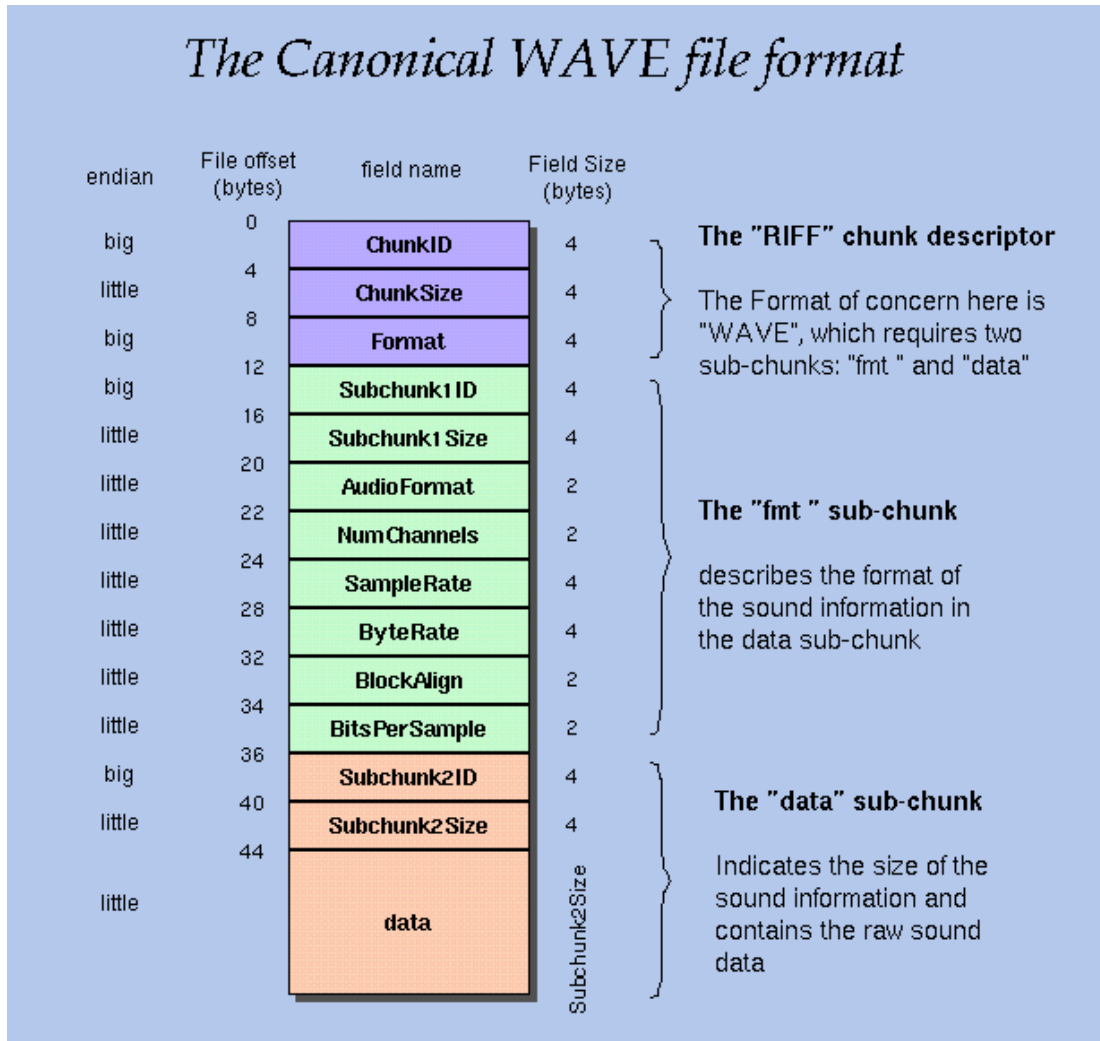 The Canonical WAVE file format
endian
File offset
(bytes)
field name
Field Size
(bytes)
0
big
ChunkID
4
4
little
ChunkSize
4
8
big
Format
4
12
big
Subchunk1ID
4
16
little
Subchunk1Size
4
20
little
AudioFormat
2
22
little
NumChannels
2
24
little
SampleRate
4
28
little
ByteRate
4
32
little
BlockAlign
2
34
little
BitsPerSample
2
36
big
Subchunk2ID
4
40
little
Subchunk2Size
4
44
little
data
Subchunk2Size
The "RIFF" chunk descriptor
The Format of concern here is
"WAVE", which requires two
sub-chunks: "fmt " and "data"
The "fmt " sub-chunk
describes the format of
the sound information in
the data sub-chunk
The "data" sub-chunk
Indicates the size of the
sound information and
contains the raw sound
data